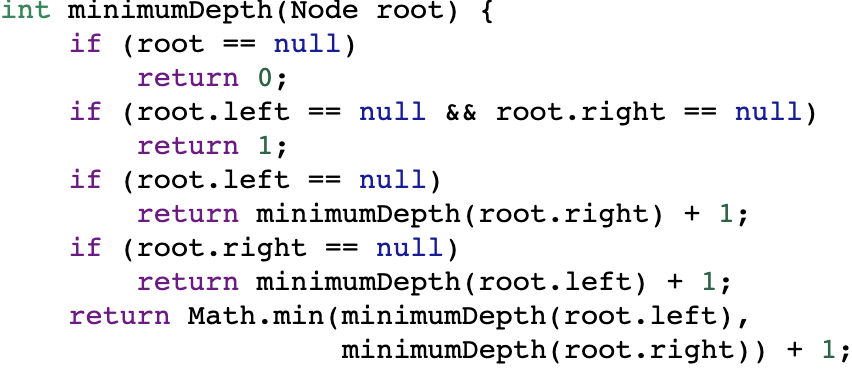 int minimumDepth(Node root) {
    if (root == null)
        return 0;
    if (root.left == null && root.right == null)
        return 1;
    if (root.left == null)
        return minimumDepth(root.right) + 1;
    if (root.right == null)
        return minimumDepth(root.left) + 1;
    return Math.min(minimumDepth(root.left),
                    minimumDepth(root.right)) + 1;